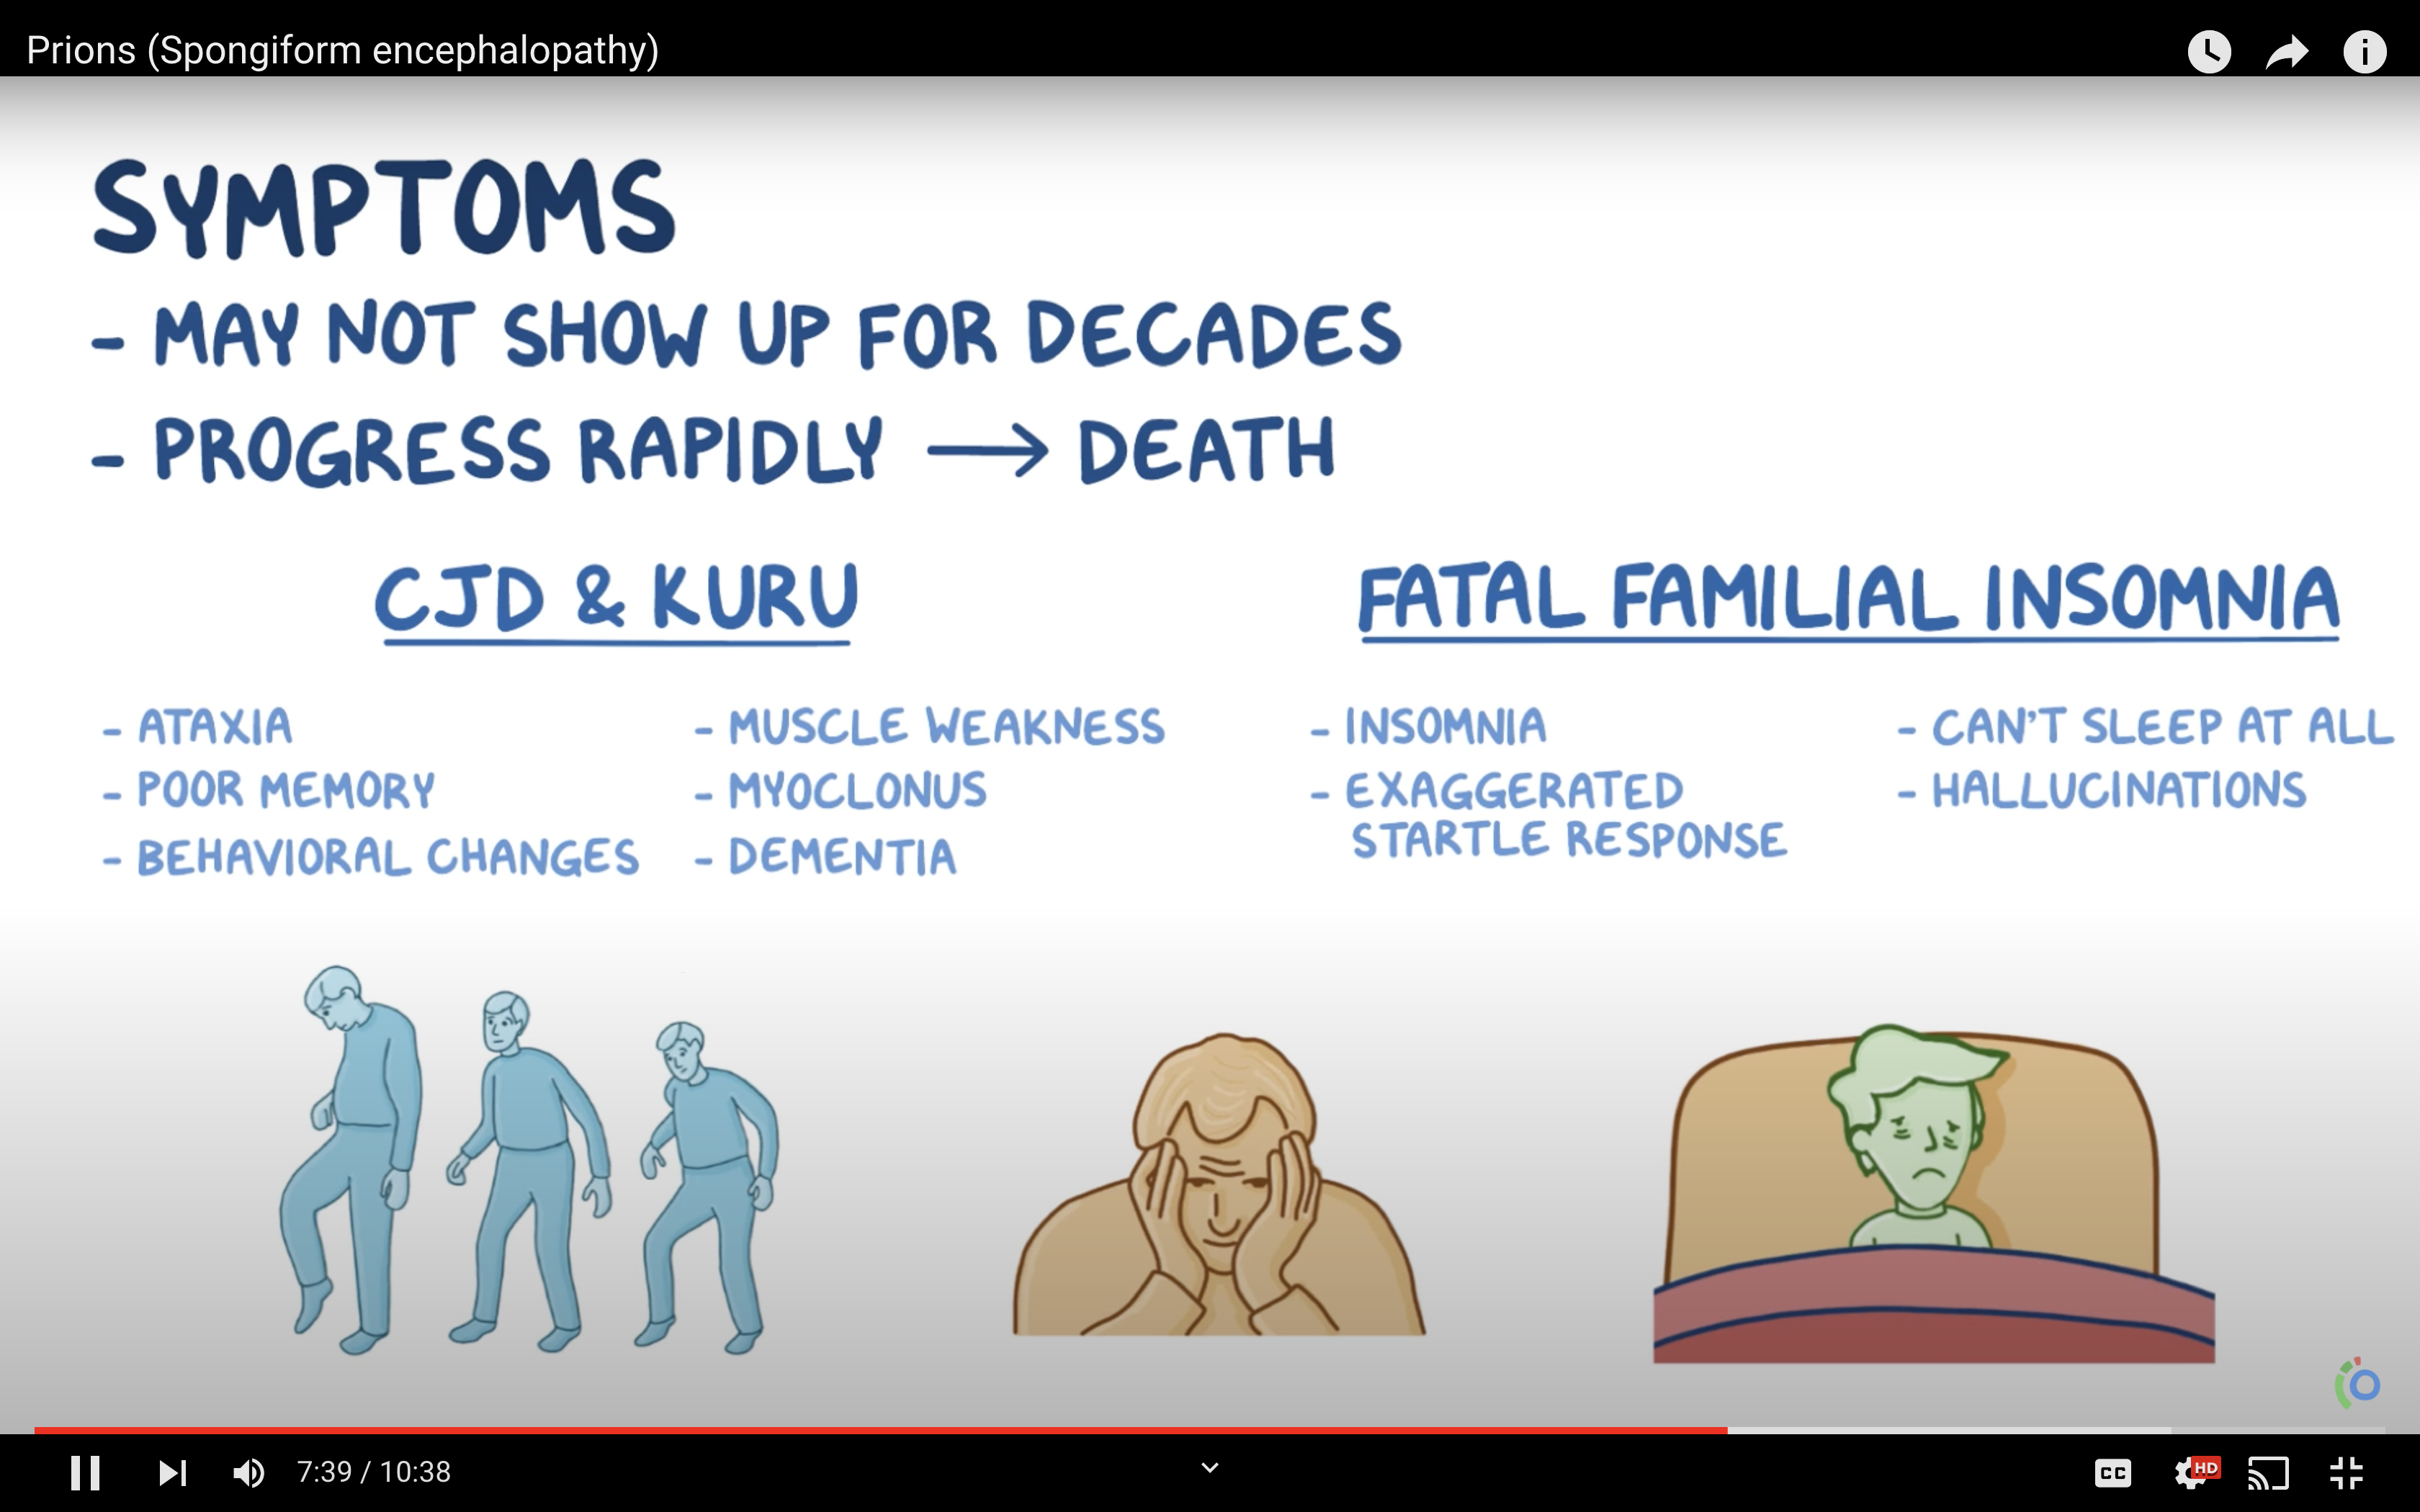 Prions (Spongiform encephalopathy)
SYMPTOMS
- MAY NOT SHOW UP FOR DECADES
- PROGRESS RAPIDLY → DEATH
CJD & KURU
- ATAXIA
- POOR MEMORY
- BEHAVIORAL CHANGES
- MUSCLE WEAKNESS
- MYOCLONUS
- DEMENTIA
FATAL FAMILIAL INSOMNIA
- INSOMNIA
- EXAGGERATED
STARTLE RESPONSE
- CAN'T SLEEP AT ALL
- HALLUCINATIONS
7:39 / 10:38
CC
HD